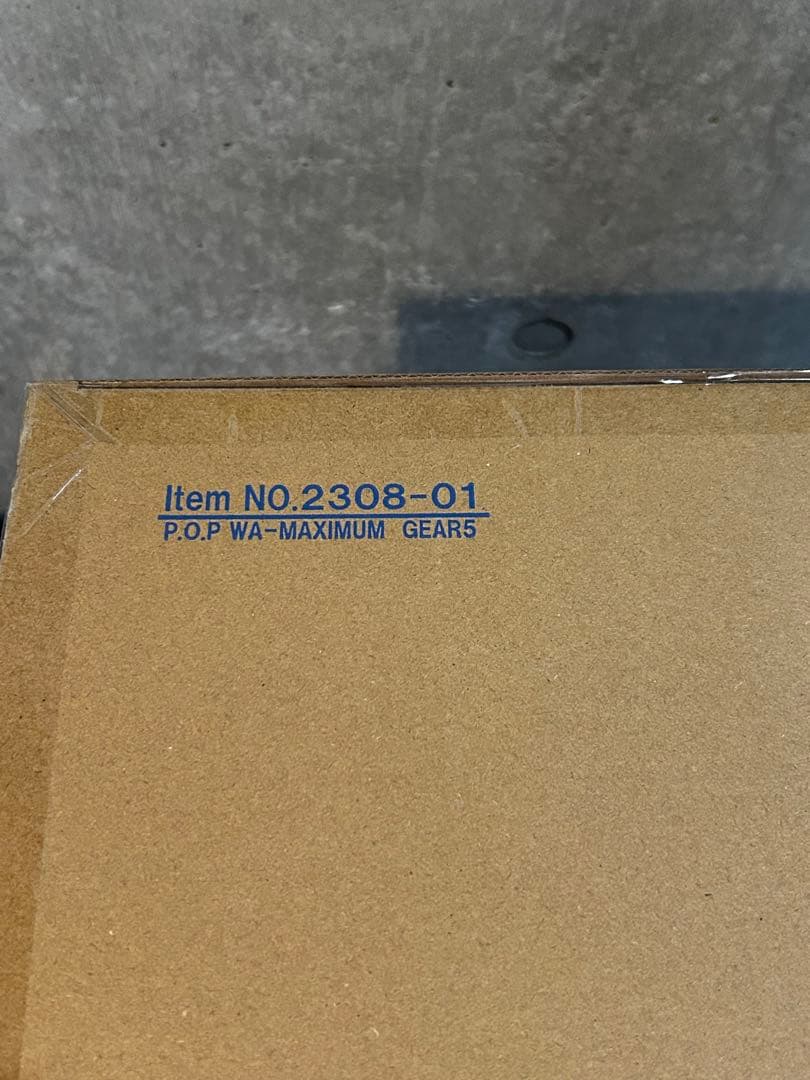 Item NO.2308-01
P.O.P WA-MAXIMUM GEAR5